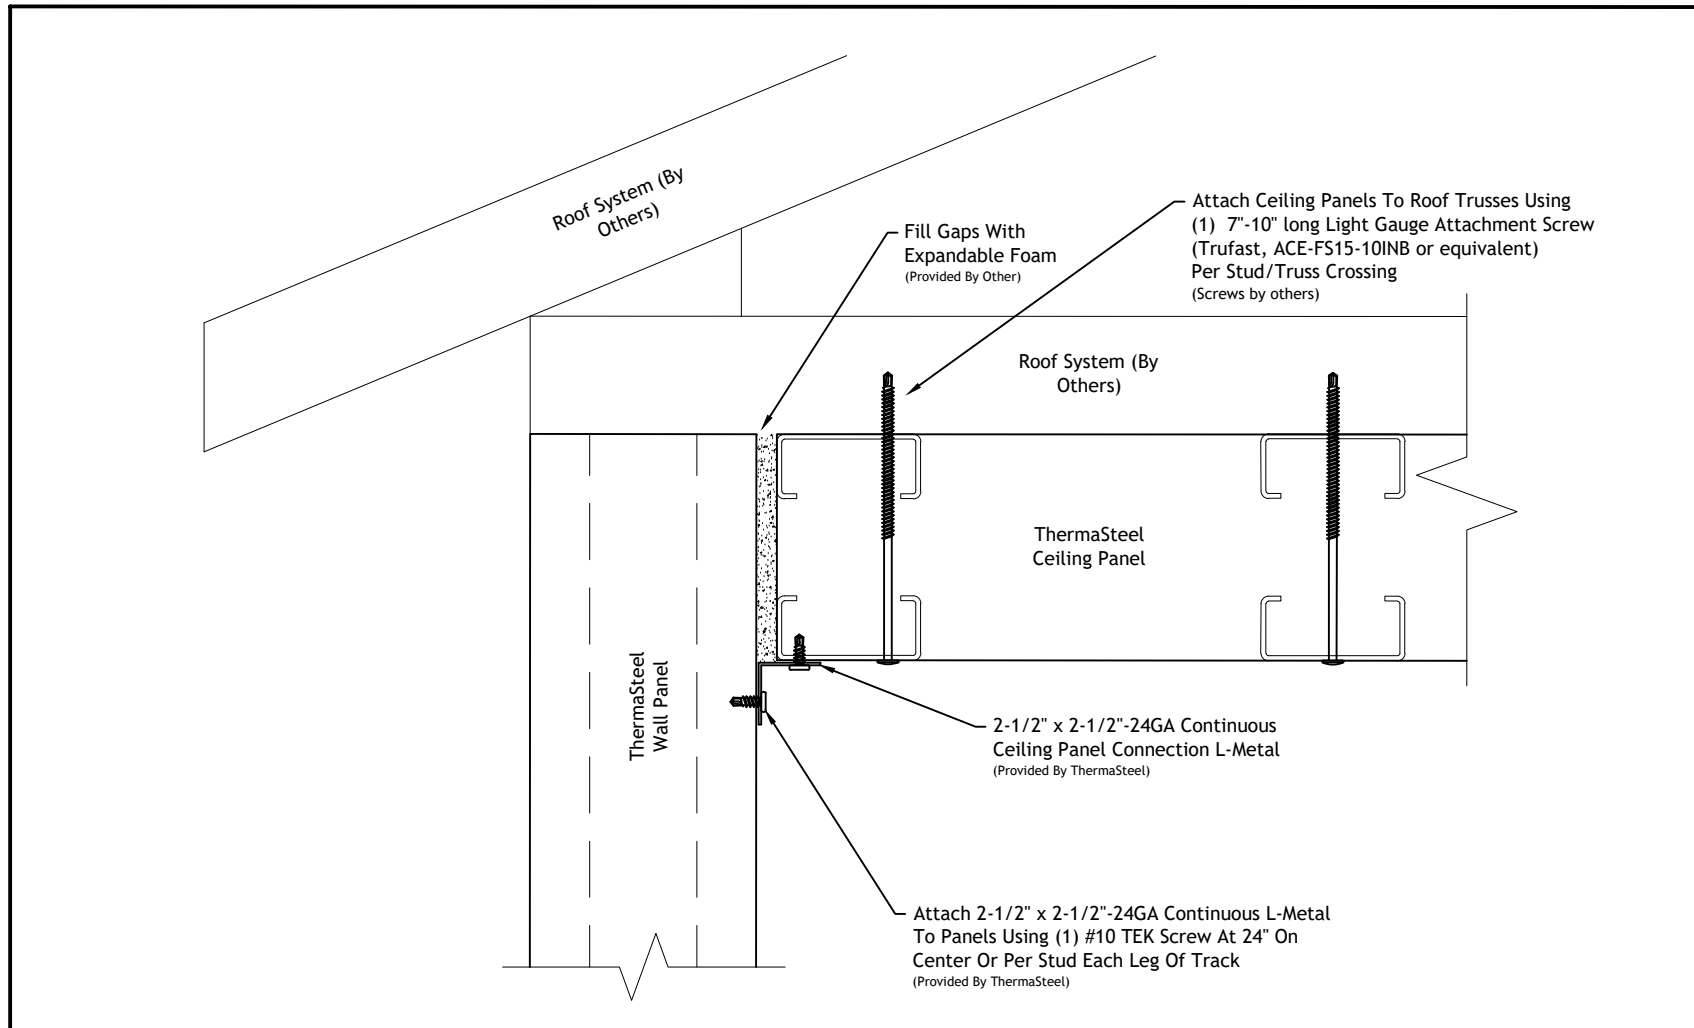 Roof System (By
Others)
Fill Gaps With
Expandable Foam
(Provided By Other)
Attach Ceiling Panels To Roof Trusses Using
(1) 7"-10" long Light Gauge Attachment Screw
(Trufast, ACE-FS15-10INB or equivalent)
Per Stud/Truss Crossing
(Screws by others)
Roof System (By
Others)
ThermaSteel
Ceiling Panel
ThermaSteel
Wall Panel
2-1/2" x 2-1/2"-24GA Continuous
Ceiling Panel Connection L-Metal
(Provided By ThermaSteel)
Attach 2-1/2" x 2-1/2"-24GA Continuous L-Metal
To Panels Using (1) #10 TEK Screw At 24" On
Center Or Per Stud Each Leg Of Track
(Provided By ThermaSteel)